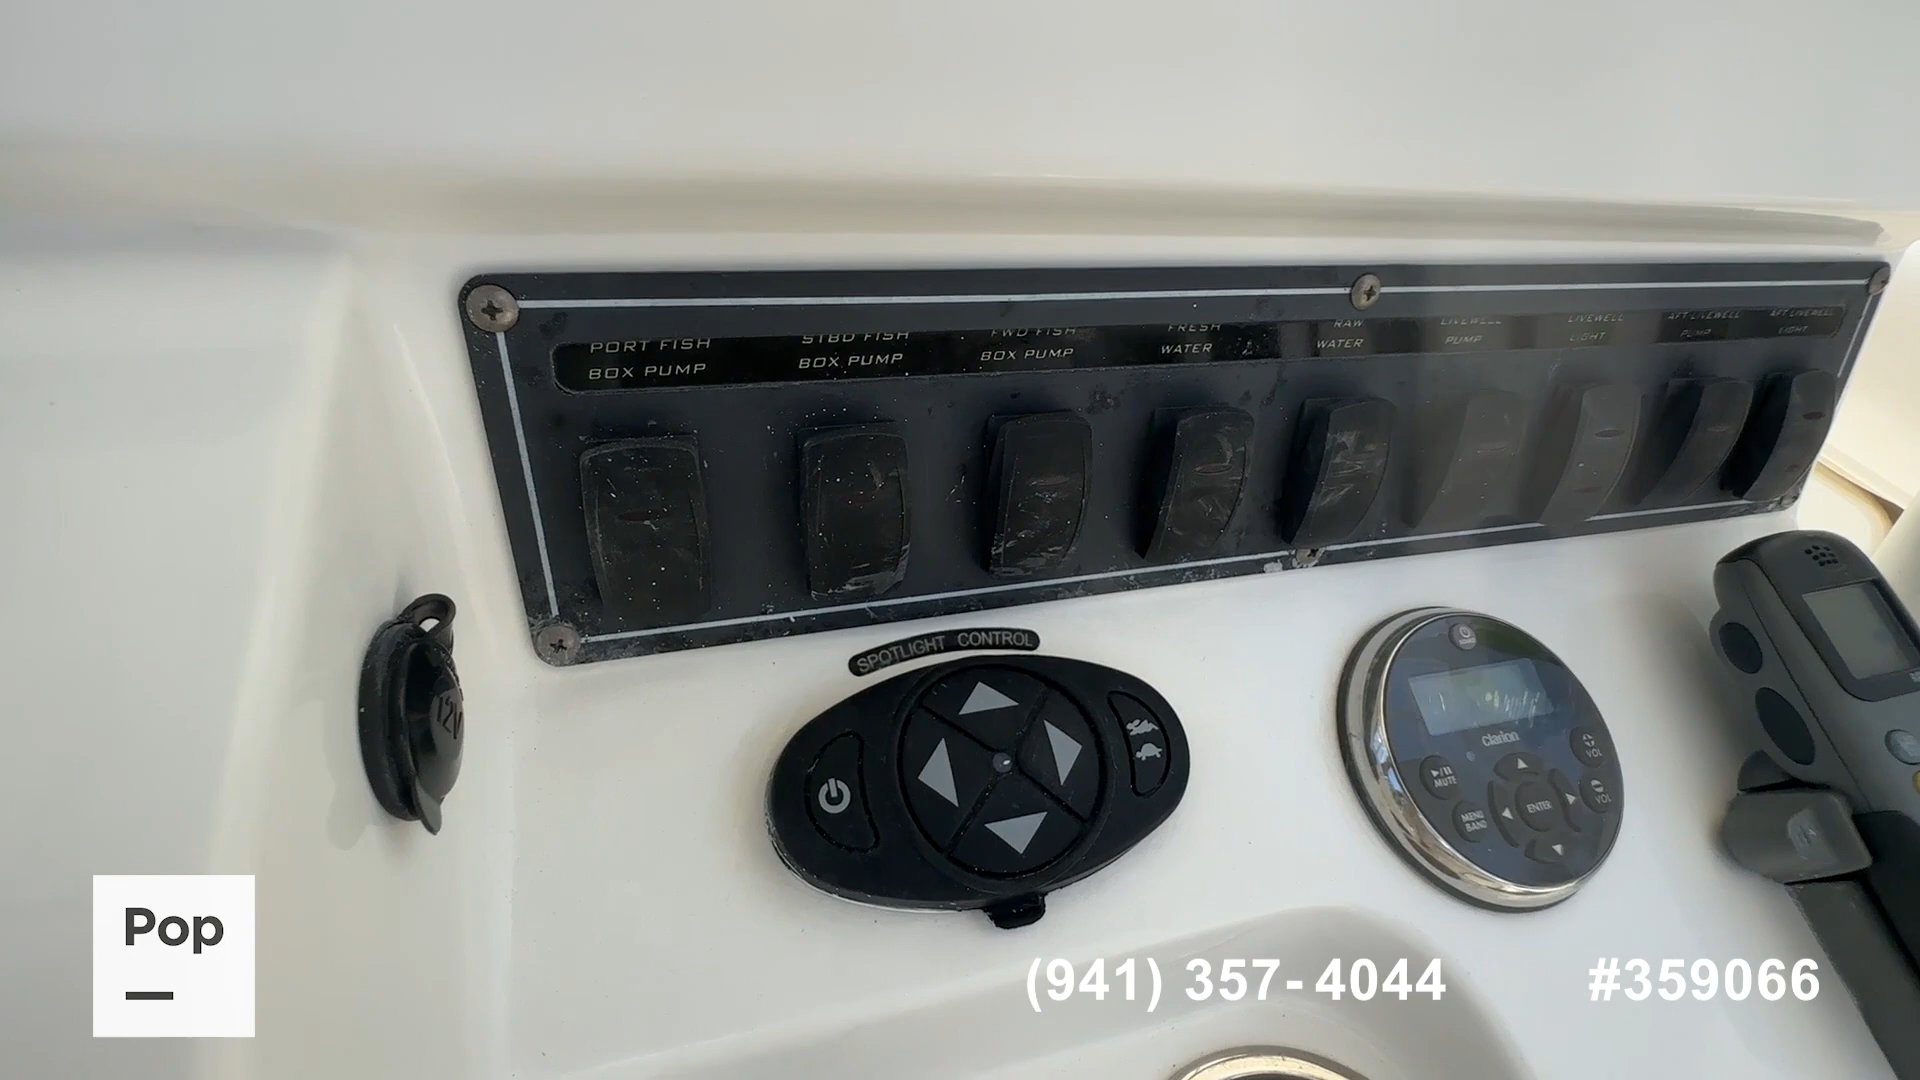 PORT FISH
BOX PUMP
STBD FISH
BOX PUMP
FWD FISH
BOX PUMP
FRESH
WATER
RAW
WATER
LIVEWELL
PUMP
LIVEWELL
LIGHT
AFT LIVEWELL
PUMP
AFT LIVEWELL
LIGHT
SPOTLIGHT CONTROL
12V
clarion
MUTE
VOL
MENU
BAND
ENTER
VOL
Pop
(941) 357-4044
#359066